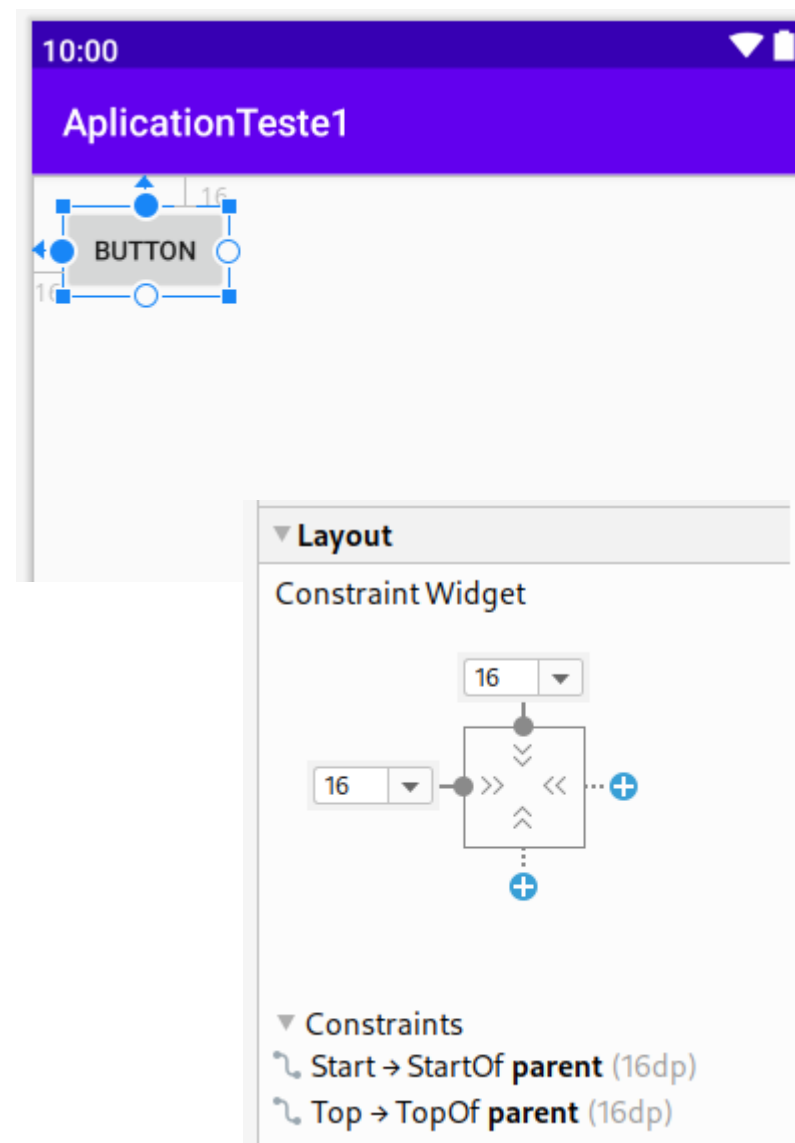 10:00
AplicationTeste1
16
BUTTON
16
Layout
Constraint Widget
16
16
Constraints
Start → StartOf parent (16dp)
Top → TopOf parent (16dp)